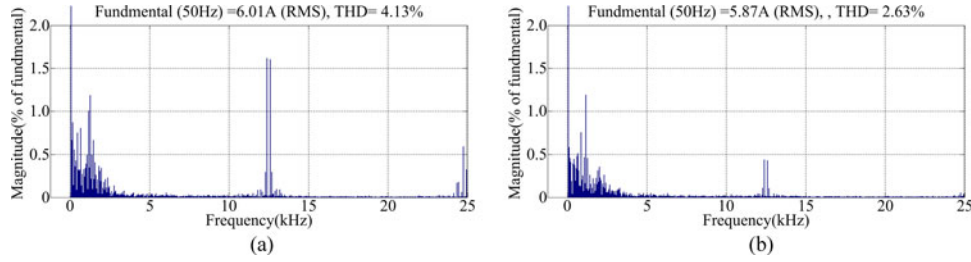 Fundmental (50Hz) =6.01A (RMS), THD= 4.13%
Magnitude(% of fundmental)
2.0
1.5
1.0
0.5
0
0
5
10
15
20
25
Frequency(kHz)
(a)
Fundmental (50Hz) =5.87A (RMS), , THD= 2.63%
Magnitude(% of fundmental)
2.0
1.5
1.0
0.5
0
0
5
10
15
20
25
Frequency(kHz)
(b)